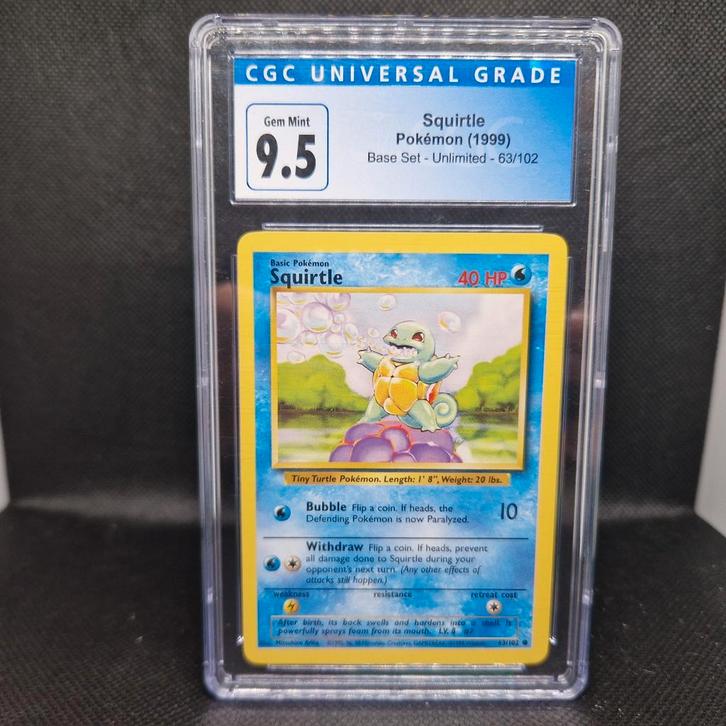 CGC UNIVERSAL GRADE
Gem Mint
9.5
Squirtle
Pokémon (1999)
Base Set - Unlimited - 63/102
Basic Pokémon
Squirtle
40 HP
Tiny Turtle Pokémon. Length: 1' 8", Weight: 20 lbs.
Bubble Flip a coin. If heads, the
Defending Pokémon is now Paralyzed.
10
Withdraw Flip a coin. If heads, prevent
all damage done to Squirtle during your
opponent's next turn. (Any other effects of
attacks still happen.)
weakness
resistance
retreat cost
After birth, its back swells and hardens into a shell. It
powerfully sprays foam from its mouth. LV. 8
63/102